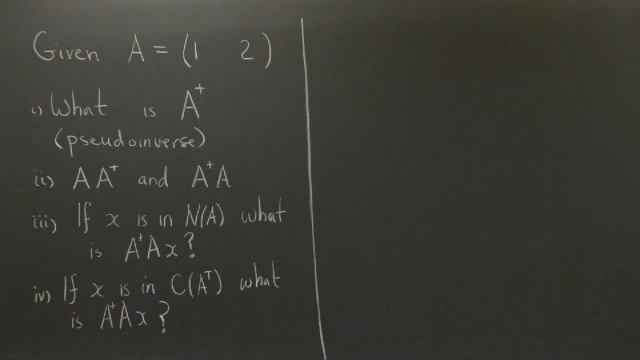 Given A = (1 2)
i) What is A⁺
(pseudoinverse)
ii) AA⁺ and A⁺A
iii) If x is in N(A) what
is A⁺Ax?
iv) If x is in C(Aᵀ) what
is A⁺Ax?